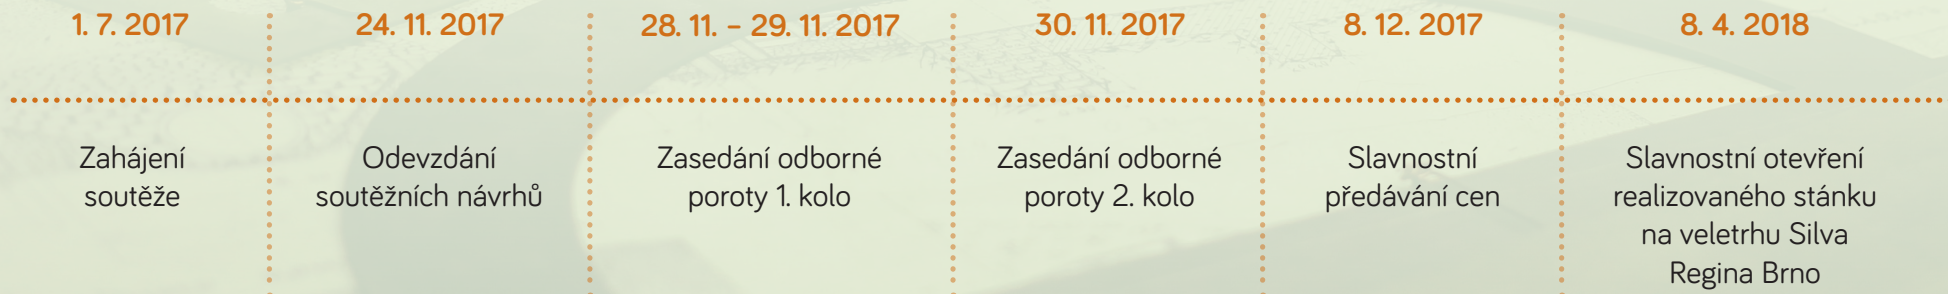 1. 7. 2017
24. 11. 2017
28. 11. – 29. 11. 2017
30. 11. 2017
8. 12. 2017
8. 4. 2018
Zahájení
soutěže
Odevzdání
soutěžních návrhů
Zasedání odborné
poroty 1. kolo
Zasedání odborné
poroty 2. kolo
Slavnostní
předávání cen
Slavnostní otevření
realizovaného stánku
na veletrhu Silva
Regina Brno